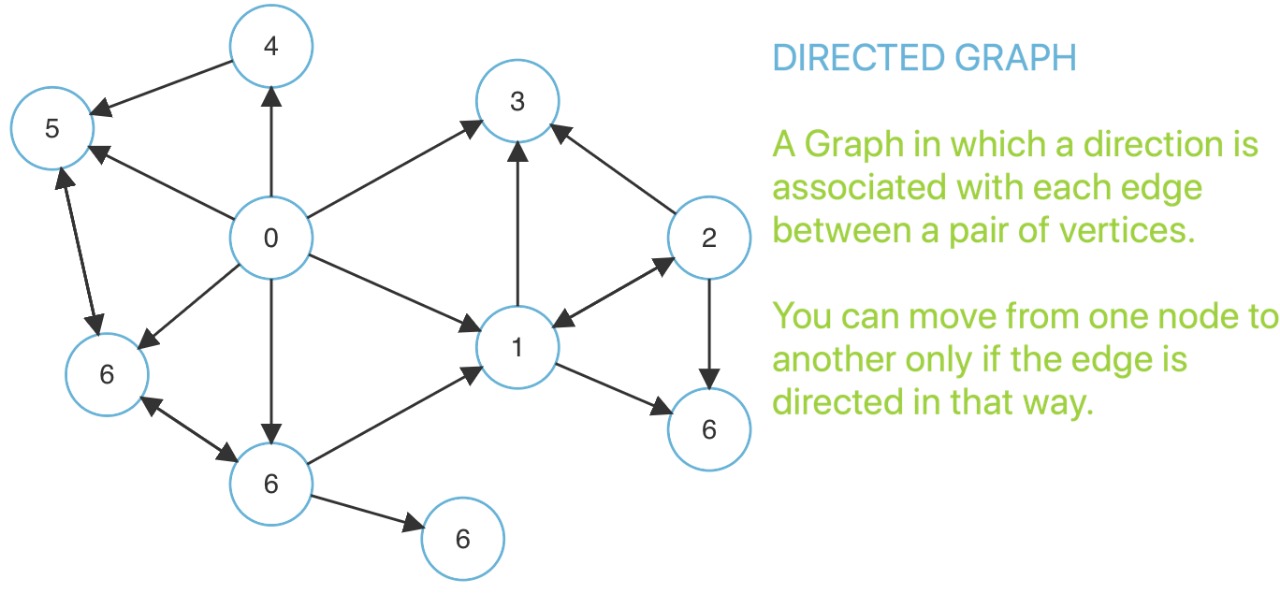 4
DIRECTED GRAPH
3
5
A Graph in which a direction is
associated with each edge
between a pair of vertices.
0
2
You can move from one node to
another only if the edge is
directed in that way.
1
6
6
6
6